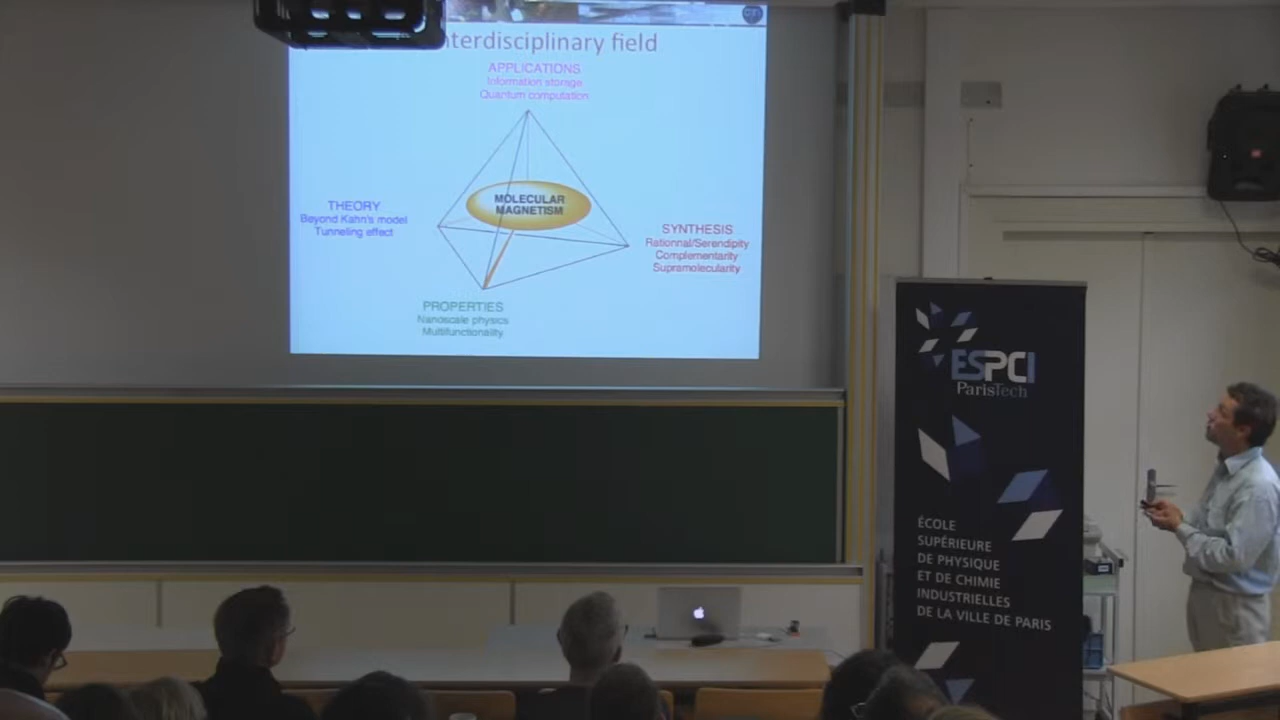 nterdisciplinary field
APPLICATIONS
Information storage
Quantum computation
MOLECULAR
MAGNETISM
THEORY
Beyond Kahn's model
Tunneling effect
SYNTHESIS
Rationnal/Serendipity
Complementarity
Supramolecularity
PROPERTIES
Nanoscale physics
Multifunctionality
ESPCI
ParisTech
ÉCOLE
SUPÉRIEURE
DE PHYSIQUE
ET DE CHIMIE
INDUSTRIELLES
DE LA VILLE DE PARIS